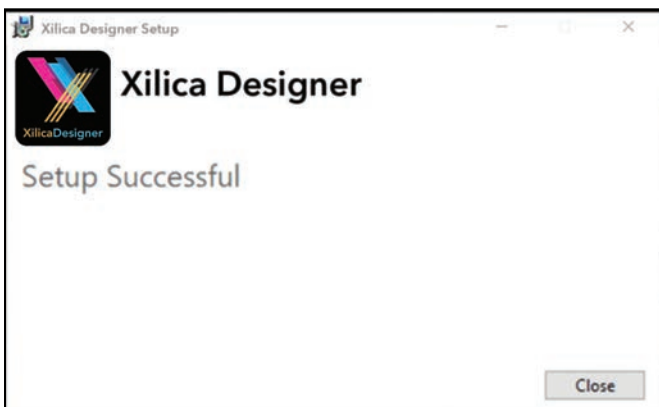 Xilica Designer Setup
Xilica Designer
XilicaDesigner
Setup Successful
Close